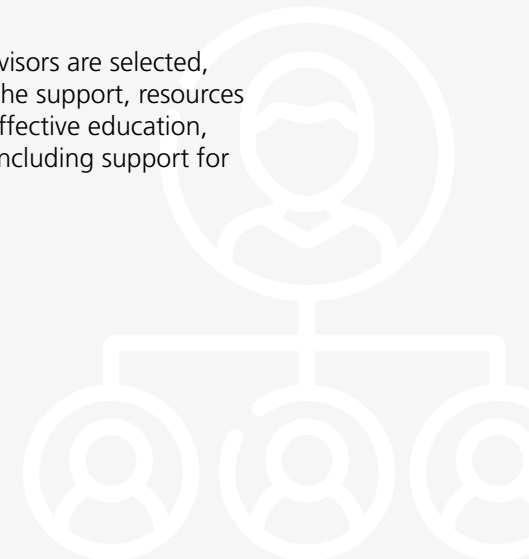 visors are selected,
he support, resources
ffective education,
ncluding support for